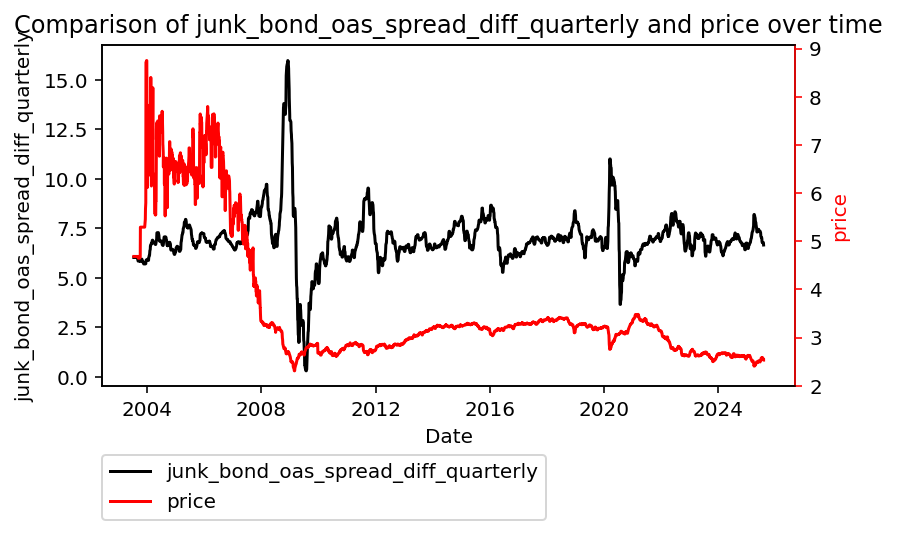 Comparison of junk_bond_oas_spread_diff_quarterly and price over time
junk_bond_oas_spread_diff_quarterly
15.0
12.5
10.0
7.5
5.0
2.5
0.0
9
8
7
6
5
4
3
2
price
2004 2008 2012 2016 2020 2024
Date
junk_bond_oas_spread_diff_quarterly
price